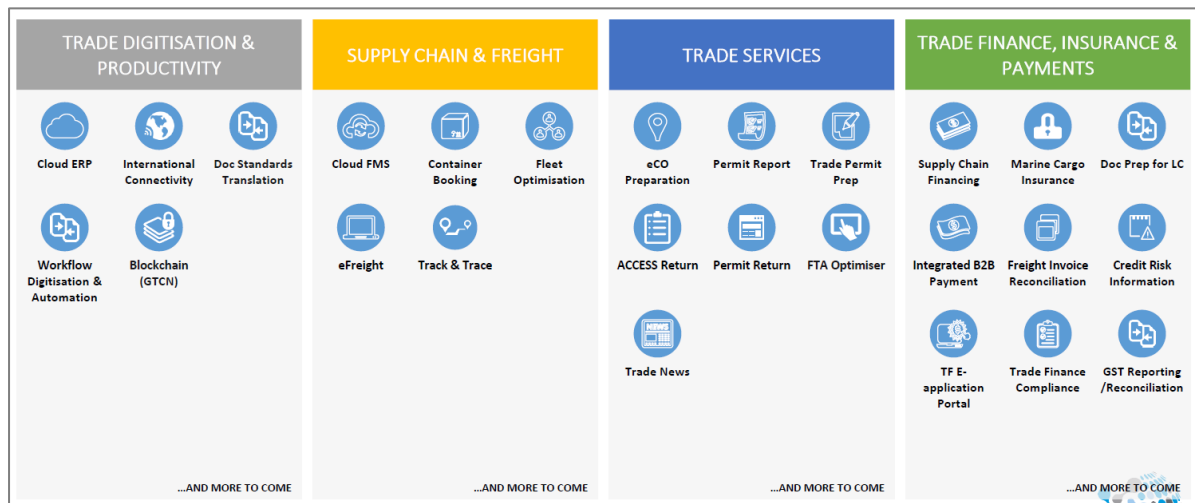 TRADE DIGITISATION &
PRODUCTIVITY
Cloud ERP
International
Connectivity
Doc Standards
Translation
Workflow
Digitisation &
Automation
Blockchain
(GTCN)
...AND MORE TO COME
SUPPLY CHAIN & FREIGHT
Cloud FMS
Container
Booking
Fleet
Optimisation
eFreight
Track & Trace
...AND MORE TO COME
TRADE SERVICES
eCO
Preparation
Permit Report
Trade Permit
Prep
ACCESS Return
Permit Return
FTA Optimiser
NEWS
Trade News
...AND MORE TO COME
TRADE FINANCE, INSURANCE &
PAYMENTS
Supply Chain
Financing
Marine Cargo
Insurance
Doc Prep for LC
Integrated B2B
Payment
Freight Invoice
Reconciliation
Credit Risk
Information
TF E-
application
Portal
Trade Finance
Compliance
GST Reporting
/Reconciliation
...AND MORE TO COME